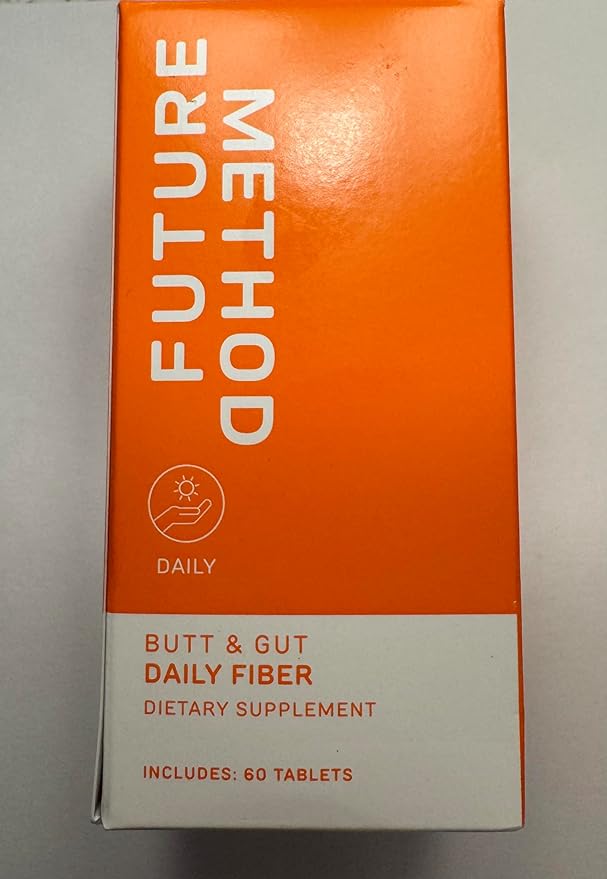 FUTURE
METHOD
DAILY
BUTT & GUT
DAILY FIBER
DIETARY SUPPLEMENT
INCLUDES: 60 TABLETS